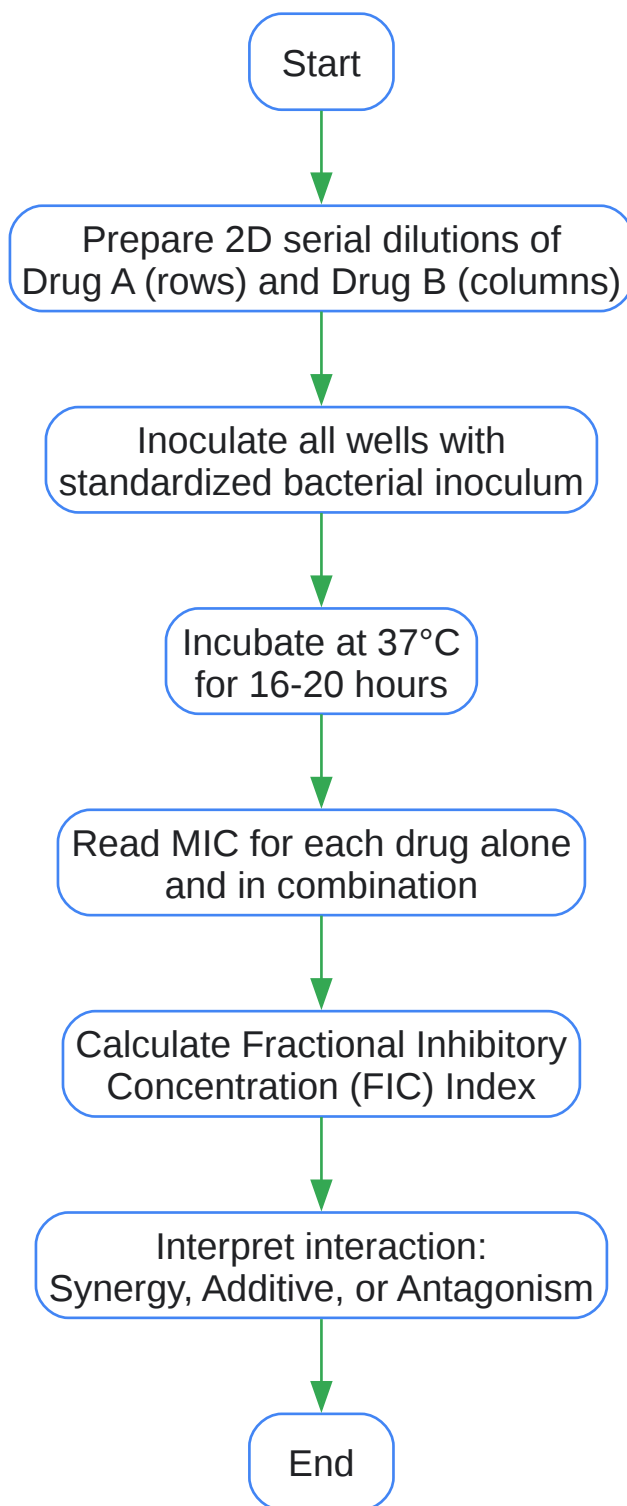 Start
Prepare 2D serial dilutions of
Drug A (rows) and Drug B (columns)
Inoculate all wells with
standardized bacterial inoculum
Incubate at 37°C
for 16-20 hours
Read MIC for each drug alone
and in combination
Calculate Fractional Inhibitory
Concentration (FIC) Index
Interpret interaction:
Synergy, Additive, or Antagonism
End